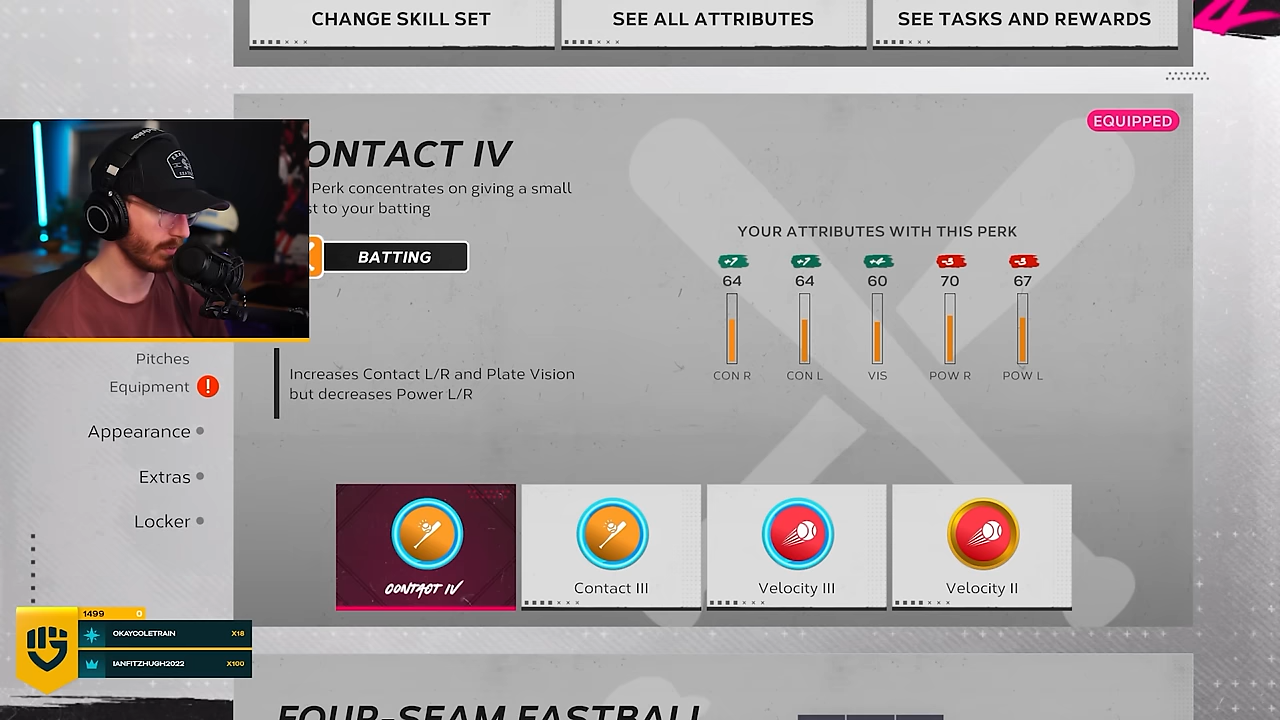 CHANGE SKILL SET
SEE ALL ATTRIBUTES
SEE TASKS AND REWARDS
EQUIPPED
ONTACT IV
Perk concentrates on giving a small
st to your batting
BATTING
YOUR ATTRIBUTES WITH THIS PERK
+7 +7 +4 -3 -3
64 64 60 70 67
CON R CON L VIS POW R POW L
Increases Contact L/R and Plate Vision
but decreases Power L/R
Pitches
Equipment !
Appearance
Extras
Locker
CONTACT IV
Contact III
Velocity III
Velocity II
1499 0
OKAYCOLETRAIN X18
IANFITZHUGH2022 X100
FOUR-SEAM FASTBALL